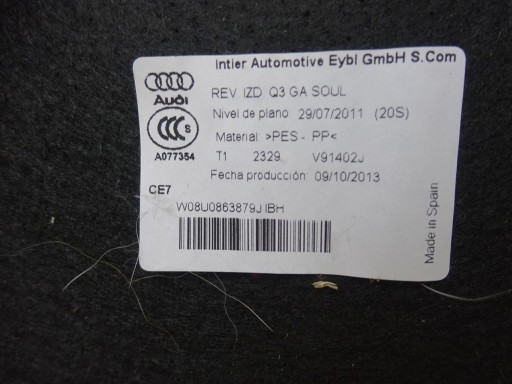 Intier Automotive Eybl GmbH S.Com
Audi
REV IZD Q3 GA SOUL
Nivel de plano: 29/07/2011 (20S)
CCC S
Material: >PES - PP<
A077354
T1 2329 V91402J
Fecha producción: 09/10/2013
CE7
W08U0863879J IBH
Made in Spain